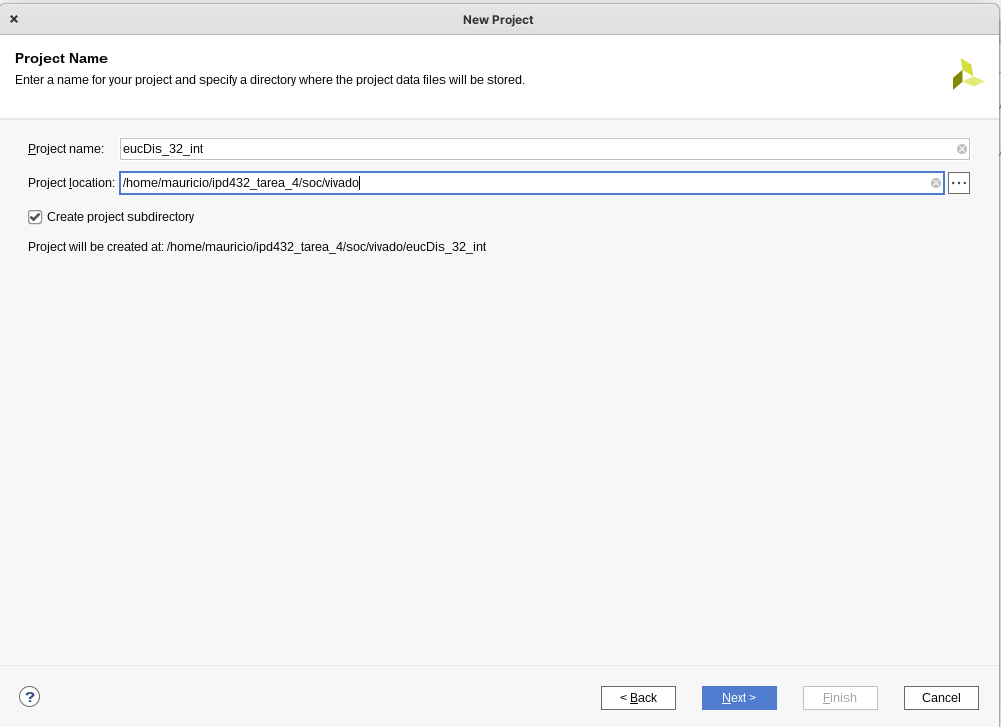 New Project
Project Name
Enter a name for your project and specify a directory where the project data files will be stored.
Project name: eucDis_32_int
Project location: /home/mauricio/ipd432_tarea_4/soc/vivado
Create project subdirectory
Project will be created at: /home/mauricio/ipd432_tarea_4/soc/vivado/eucDis_32_int
? < Back Next > Finish Cancel